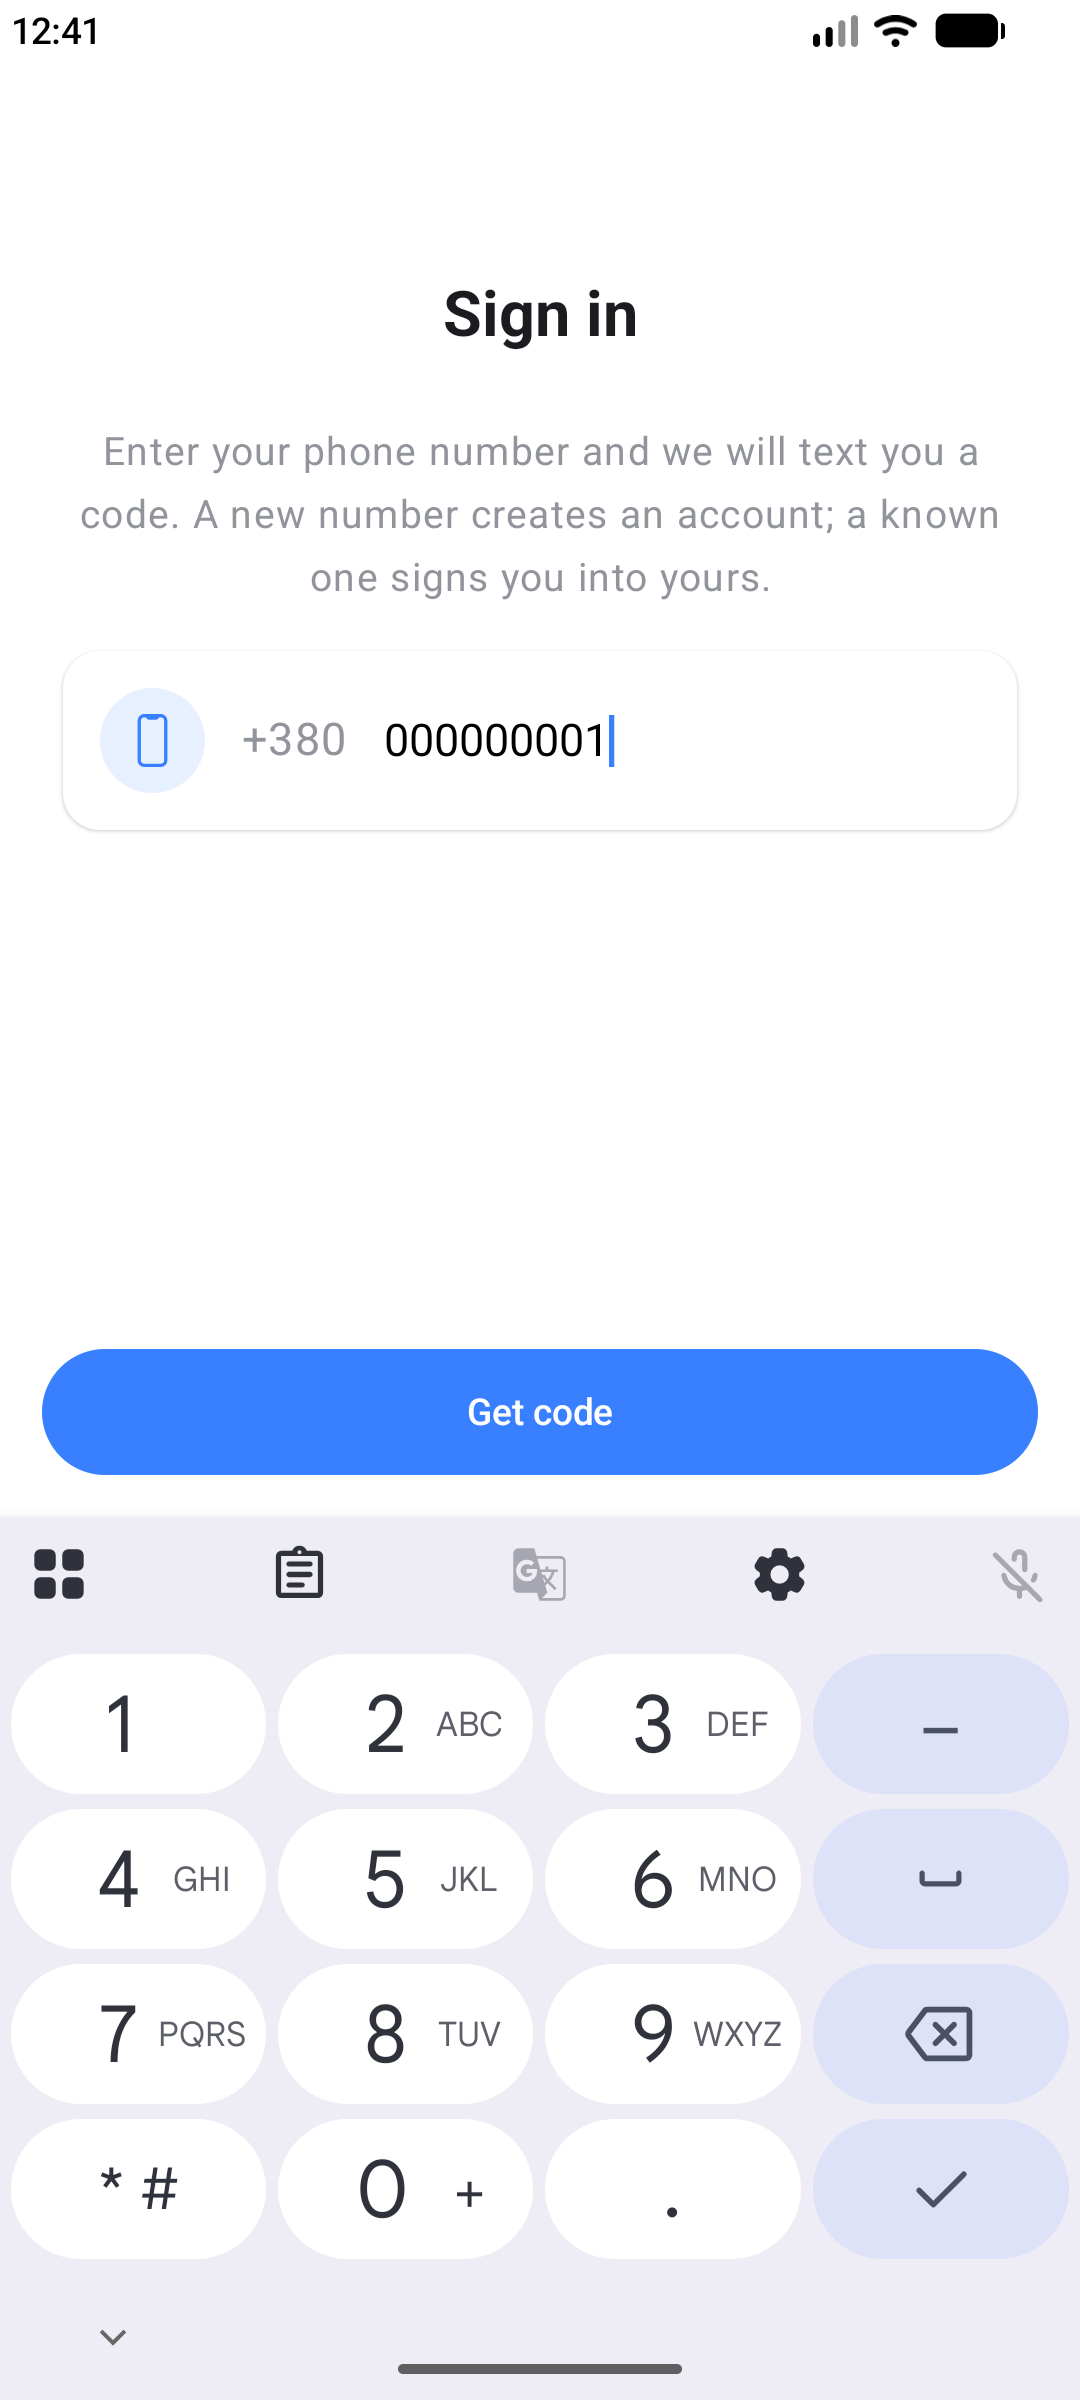 12:41
Sign in
Enter your phone number and we will text you a
code. A new number creates an account; a known
one signs you into yours.
+380 000000001
Get code
1 2 ABC 3 DEF –
4 GHI 5 JKL 6 MNO
7 PQRS 8 TUV 9 WXYZ
* # 0 + .